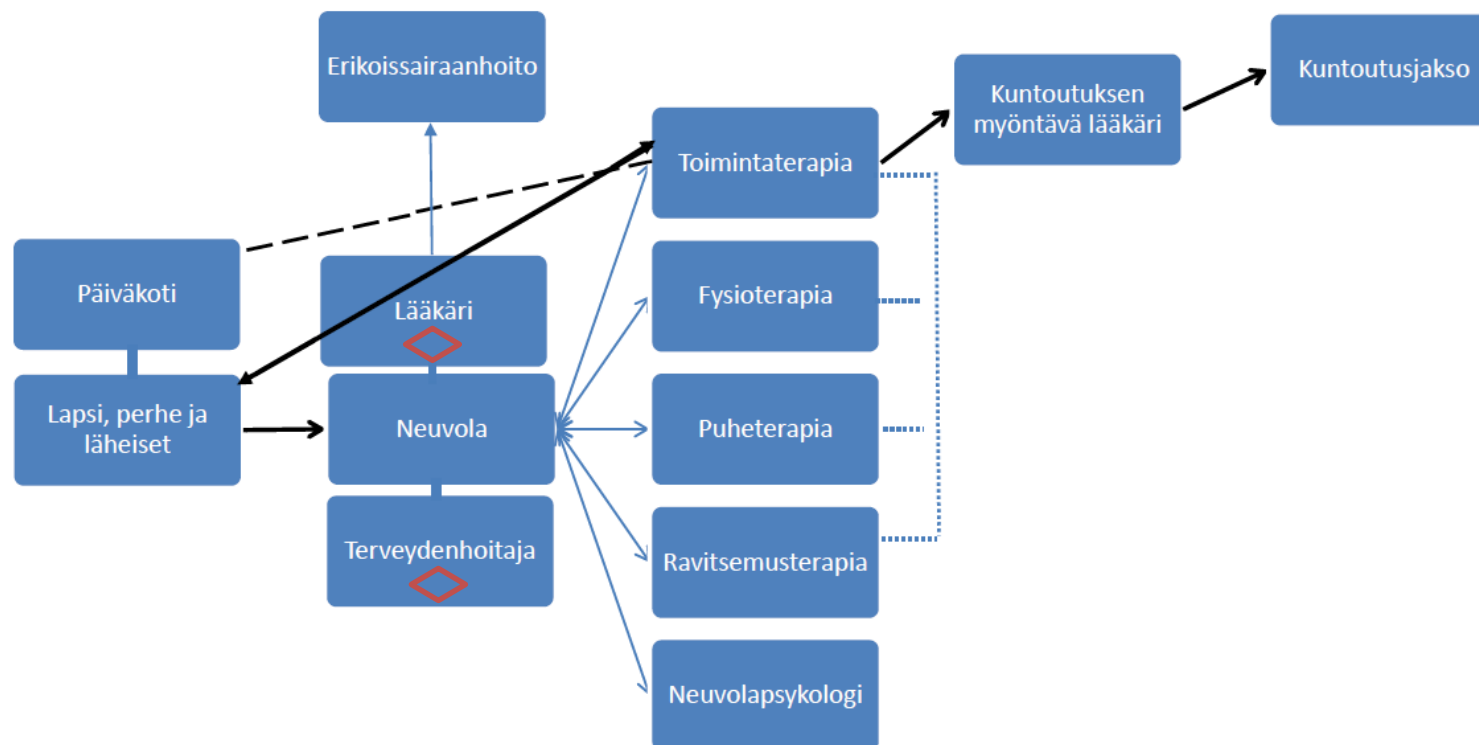 Erikoissairaanhoito
Kuntoutusjakso
Kuntoutuksen
myöntävä lääkäri
Toimintaterapia
Päiväkoti
Lääkäri
Fysioterapia
Lapsi, perhe ja
läheiset
Neuvola
Puheterapia
Terveydenhoitaja
Ravitsemusterapia
Neuvolapsykologi